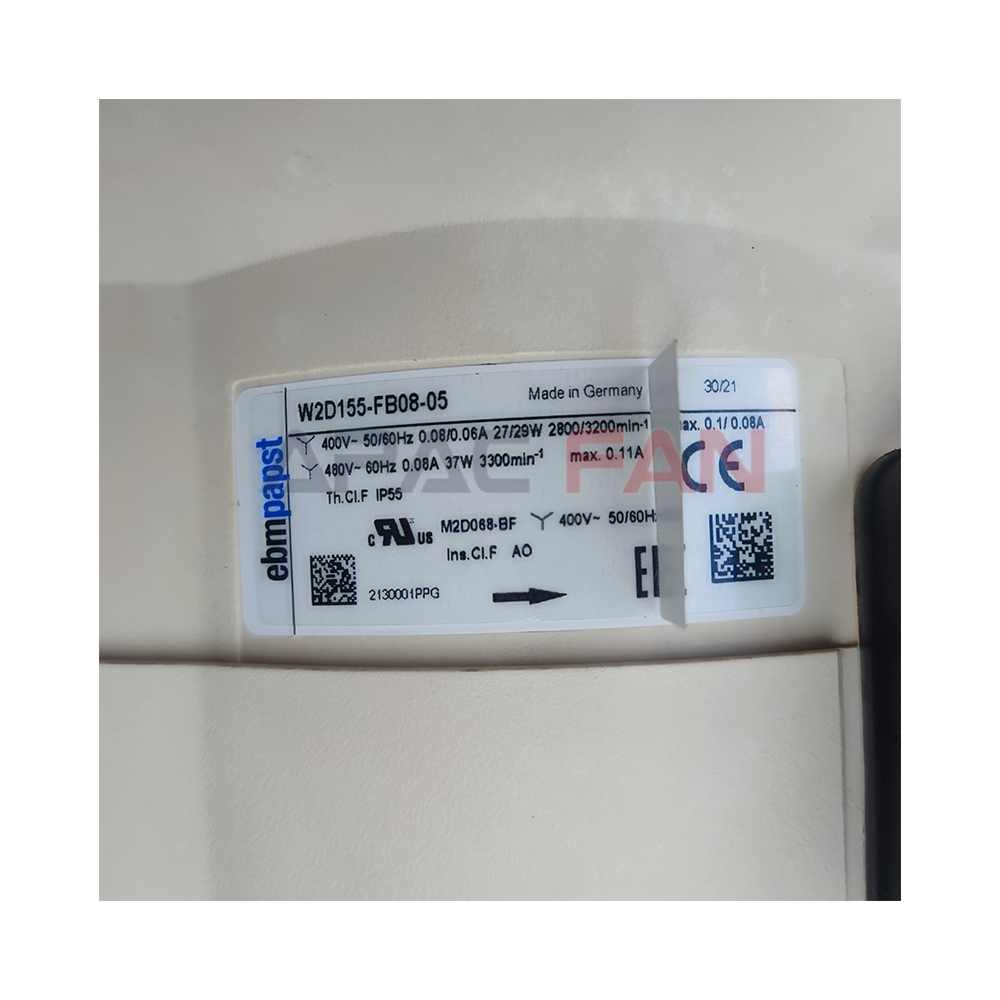 W2D155-FB08-05 Made in Germany 30/21
400V~ 50/60Hz 0.08/0.06A 27/29W 2800/3200min-1 max. 0.1/ 0.08A
480V~ 60Hz 0.08A 37W 3300min-1 max. 0.11A
Th.Cl.F IP55
CE
ebmpapst
APAC FAN
c RU us M2D068-BF 400V~ 50/60Hz
Ins.Cl.F AO
2130001PPG